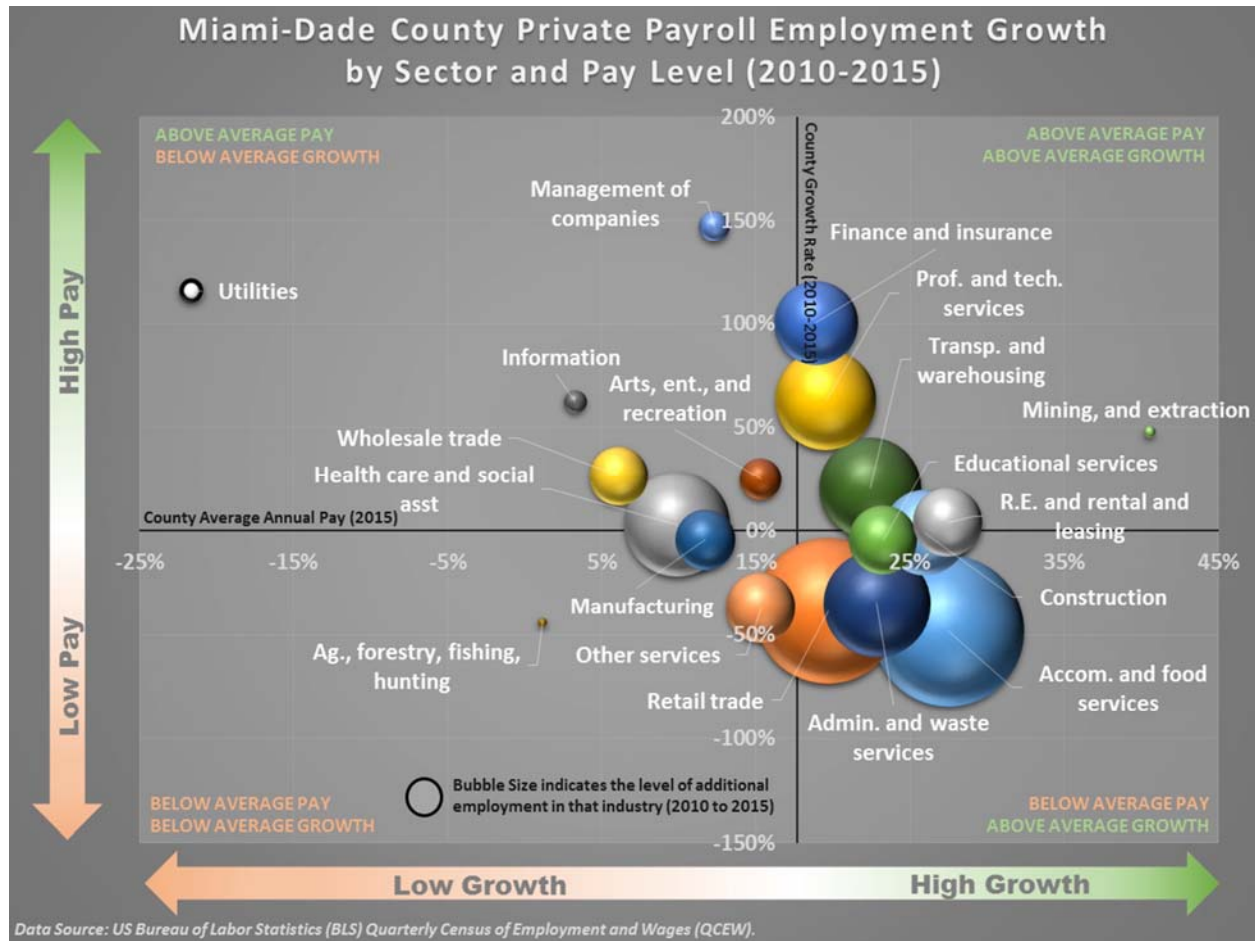 Miami-Dade County Private Payroll Employment Growth
by Sector and Pay Level (2010-2015)
200%
ABOVE AVERAGE PAY
BELOW AVERAGE GROWTH
ABOVE AVERAGE PAY
ABOVE AVERAGE GROWTH
County Growth Rate (2010-2015)
High Pay
Low Pay
Management of
companies
150%
Finance and insurance
Utilities
Prof. and tech.
services
100%
Transp. and
warehousing
Information
Arts, ent., and
recreation
Mining, and extraction
50%
Wholesale trade
Educational services
Health care and social
asst
R.E. and rental and
leasing
County Average Annual Pay (2015)
0%
-25%
-15%
-5%
5%
15%
25%
35%
45%
Manufacturing
Construction
-50%
Ag., forestry, fishing,
hunting
Other services
Retail trade
Accom. and food
services
Admin. and waste
services
-100%
Bubble Size indicates the level of additional
employment in that industry (2010 to 2015)
BELOW AVERAGE PAY
BELOW AVERAGE GROWTH
BELOW AVERAGE PAY
ABOVE AVERAGE GROWTH
-150%
Low Growth
High Growth
Data Source: US Bureau of Labor Statistics (BLS) Quarterly Census of Employment and Wages (QCEW).